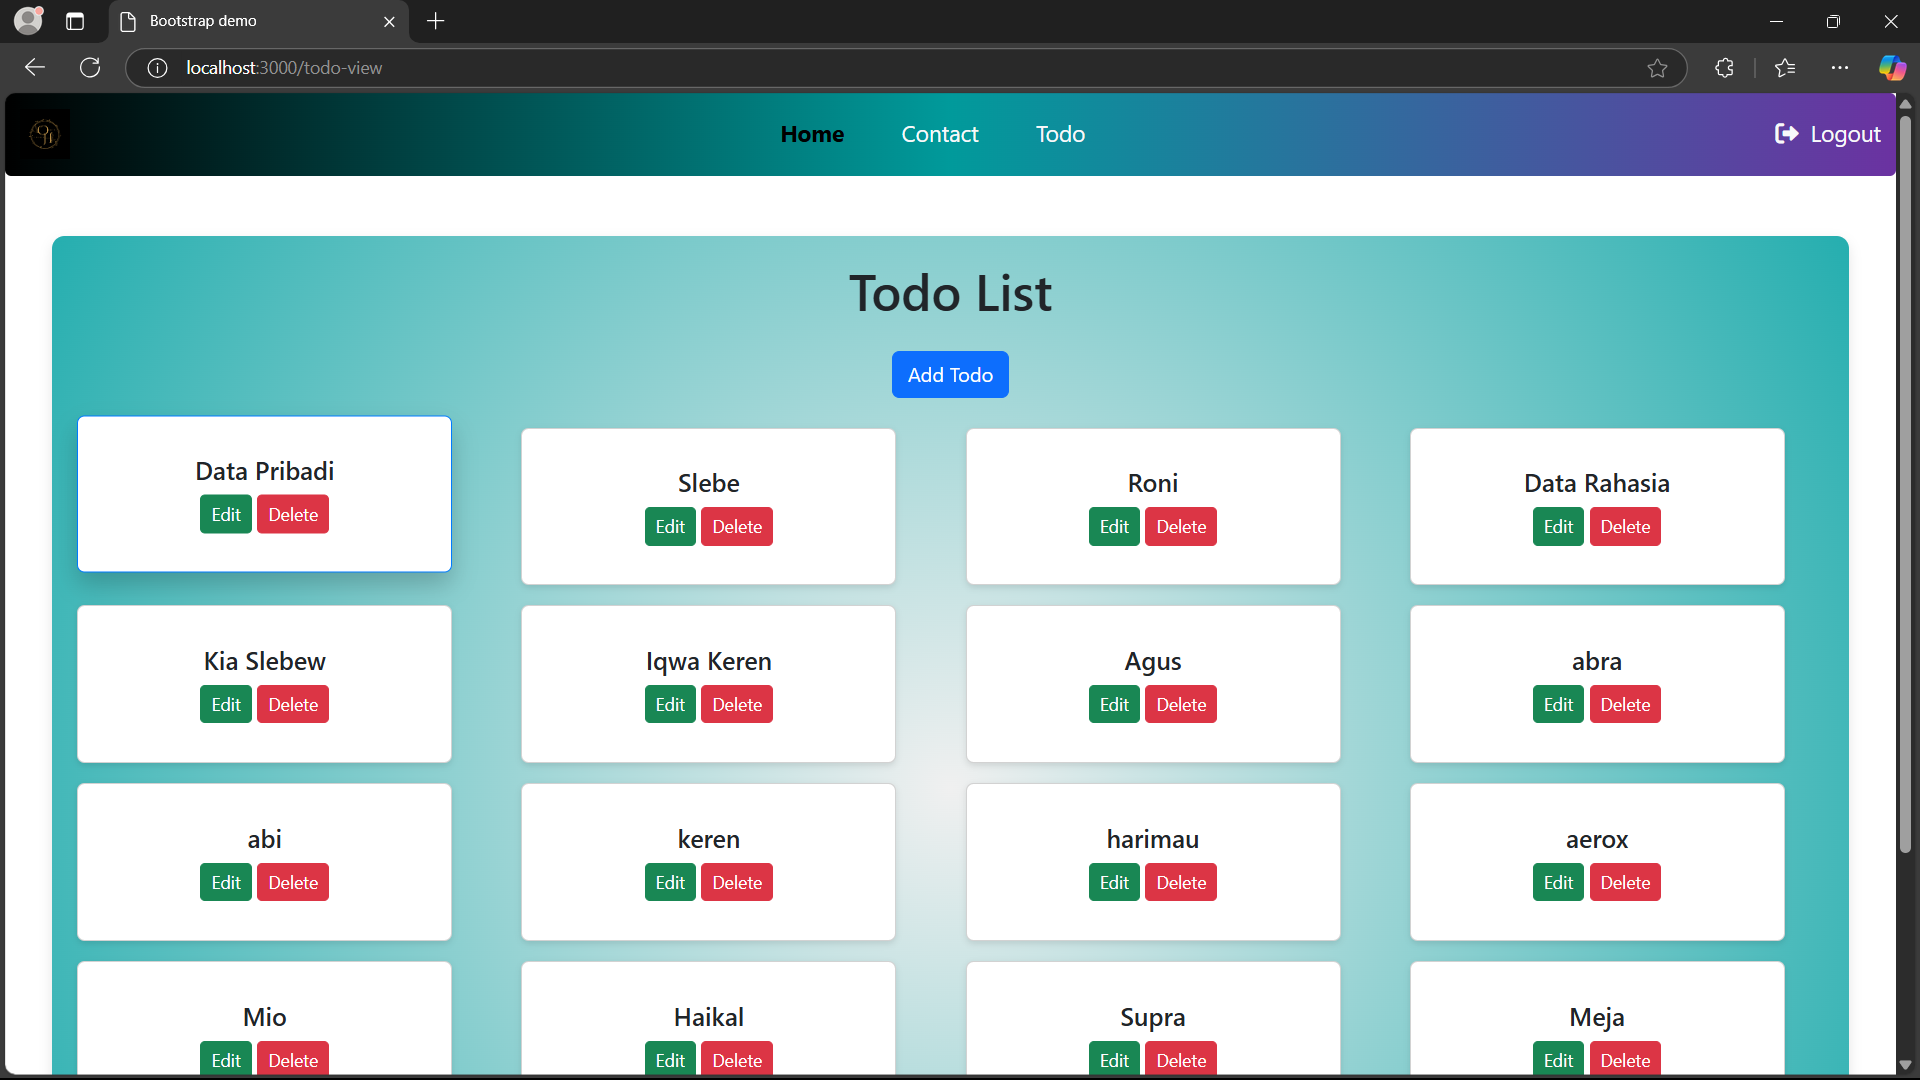 Bootstrap demo
localhost:3000/todo-view
Home Contact Todo Logout
Todo List
Add Todo
Data Pribadi Slebe Roni Data Rahasia
Edit Delete Edit Delete Edit Delete Edit Delete
Kia Slebew Iqwa Keren Agus abra
Edit Delete Edit Delete Edit Delete Edit Delete
abi keren harimau aerox
Edit Delete Edit Delete Edit Delete Edit Delete
Mio Haikal Supra Meja
Edit Delete Edit Delete Edit Delete Edit Delete